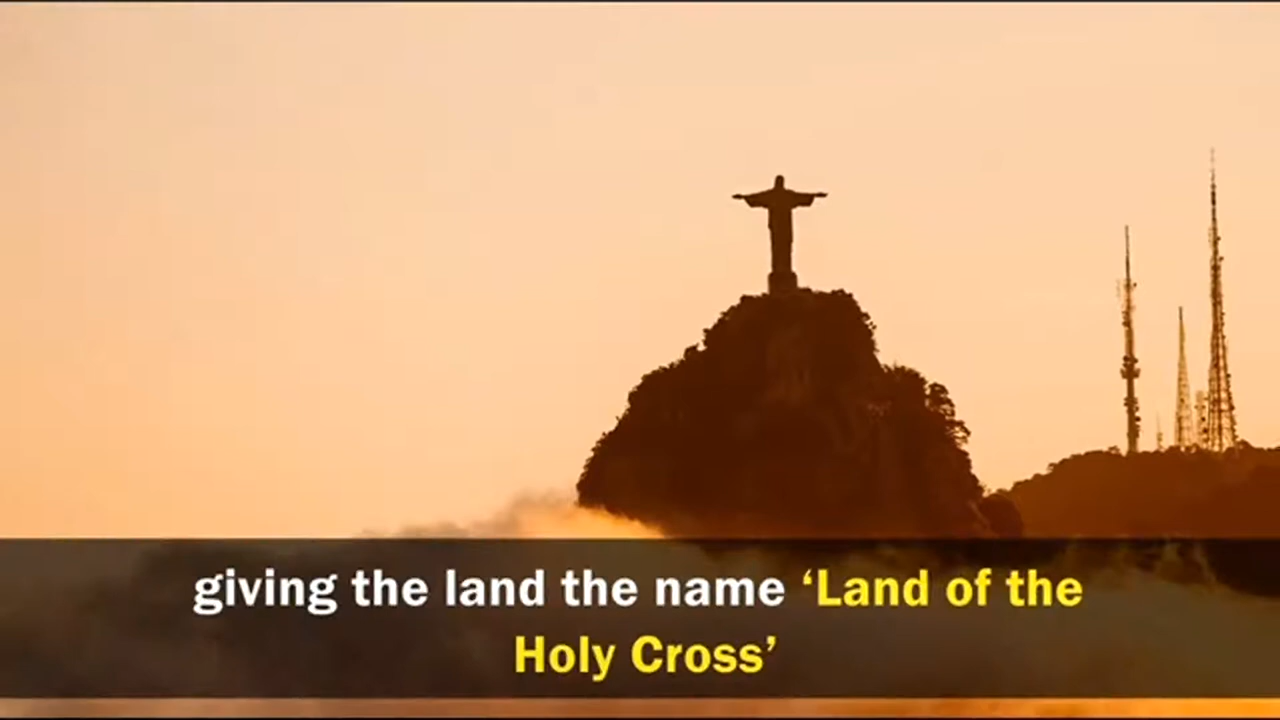 giving the land the name ‘Land of the
Holy Cross’